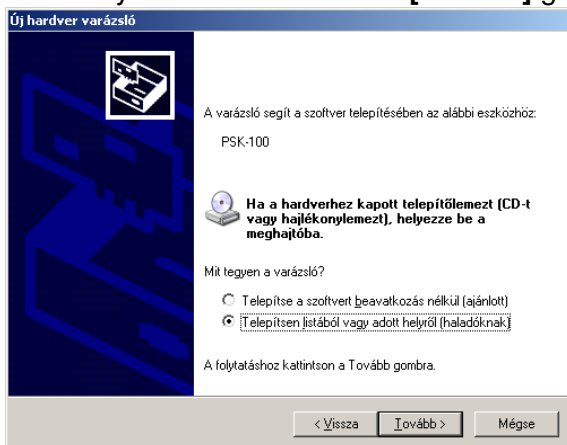 Új hardver varázsló
A varázsló segít a szoftver telepítésében az alábbi eszközhöz:
PSK-100
Ha a hardverhez kapott telepítőlemezt (CD-t
vagy hajlékonylemezt), helyezze be a
meghajtóba.
Mit tegyen a varázsló?
Telepítse a szoftvert beavatkozás nélkül (ajánlott)
Telepítsen listából vagy adott helyről (haladóknak)
A folytatáshoz kattintson a Tovább gombra.
< Vissza
Tovább >
Mégse